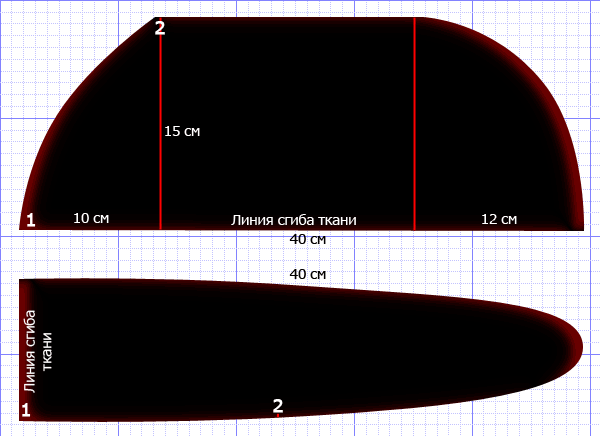 2
15 см
1
10 см
Линия сгиба ткани
12 см
40 см
40 см
Линия сгиба
ткани
1
2